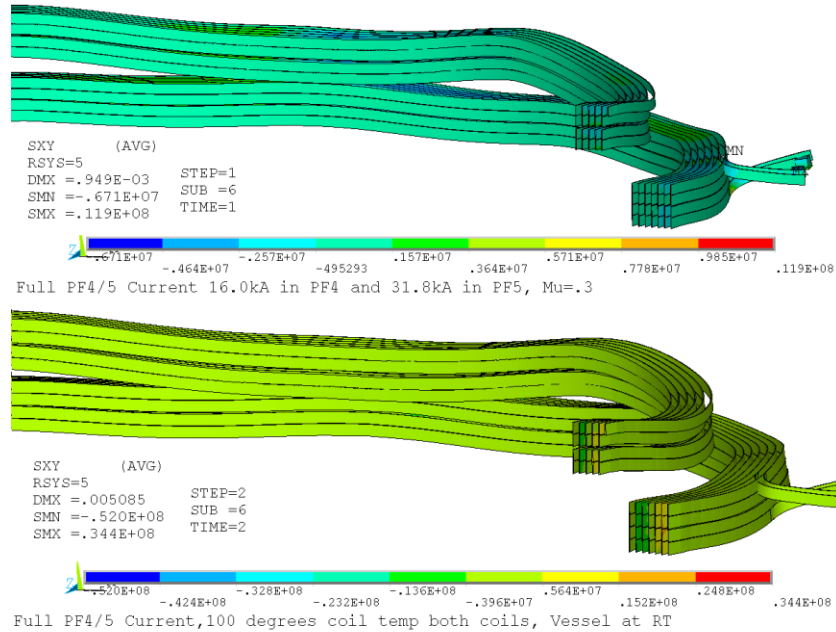 SXY (AVG)
RSYS=5
DMX =.949E-03
SMN =-.671E+07
SMX =.119E+08
STEP=1
SUB =6
TIME=1
MN
Z
-.671E+07 -.464E+07 -.257E+07 -495293 .157E+07 .364E+07 .571E+07 .778E+07 .985E+07 .119E+08
Full PF4/5 Current 16.0kA in PF4 and 31.8kA in PF5, Mu=.3
SXY (AVG)
RSYS=5
DMX =.005085
SMN =-.520E+08
SMX =.344E+08
STEP=2
SUB =6
TIME=2
Z
-.520E+08 -.424E+08 -.328E+08 -.232E+08 -.136E+08 -.396E+07 .564E+07 .152E+08 .248E+08 .344E+08
Full PF4/5 Current,100 degrees coil temp both coils, Vessel at RT